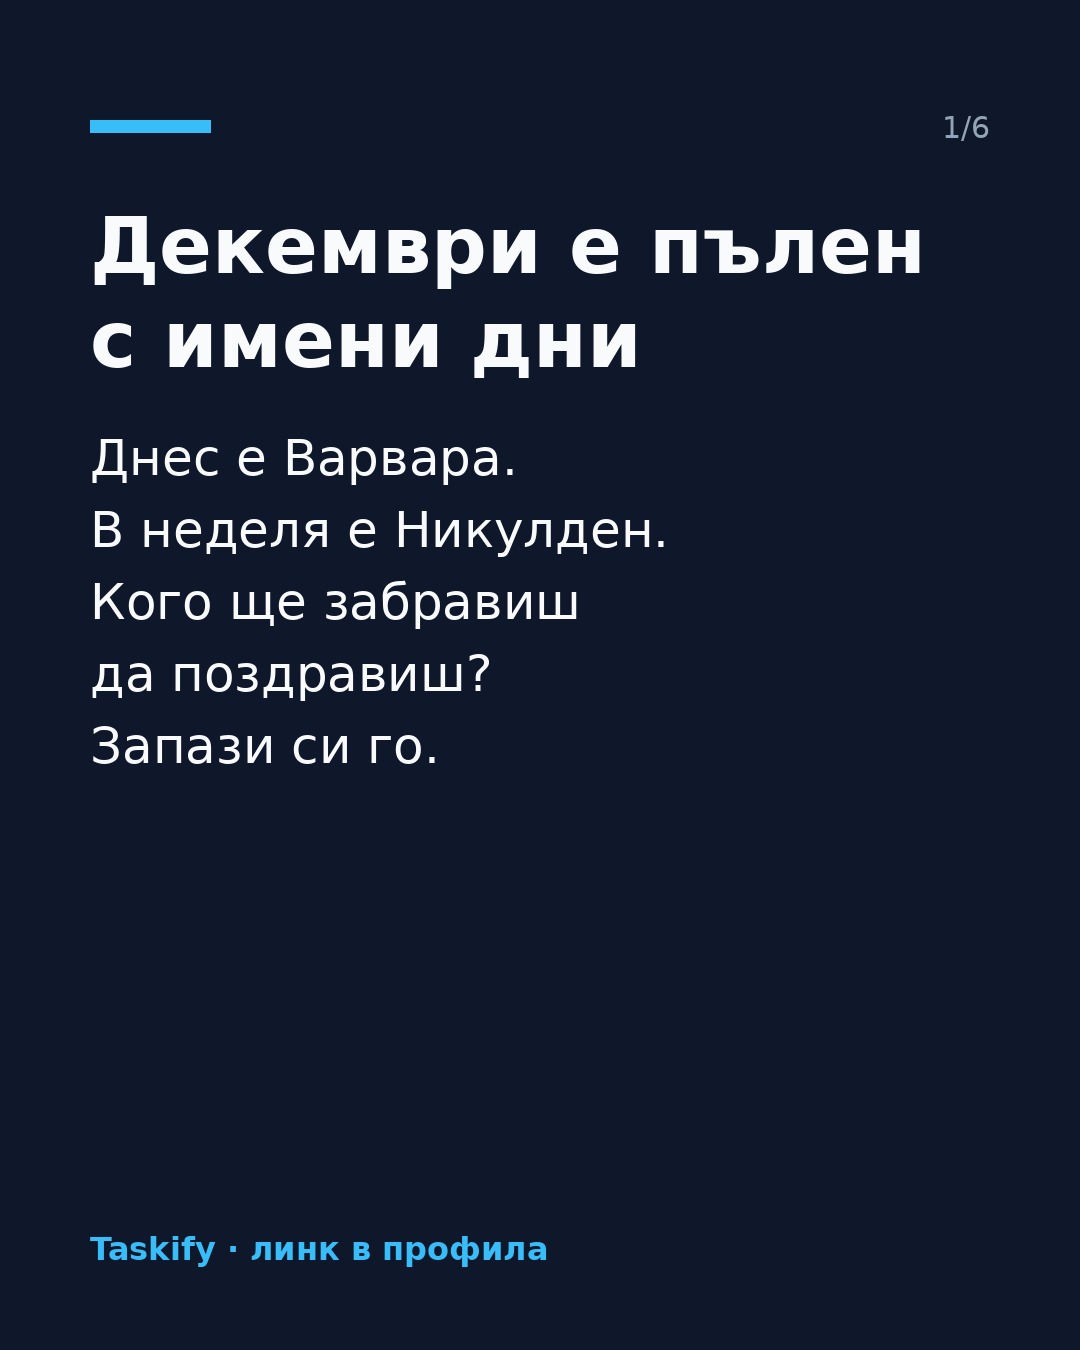 1/6
Декември е пълен
с имени дни
Днес е Варвара.
В неделя е Никулден.
Кого ще забравиш
да поздравиш?
Запази си го.
Taskify · линк в профила